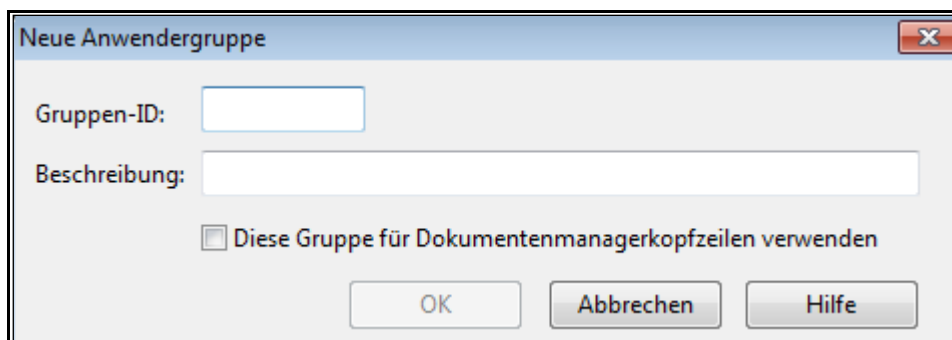 Neue Anwendergruppe
Gruppen-ID:
Beschreibung:
Diese Gruppe für Dokumentenmanagerkopfzeilen verwenden
OK Abbrechen Hilfe